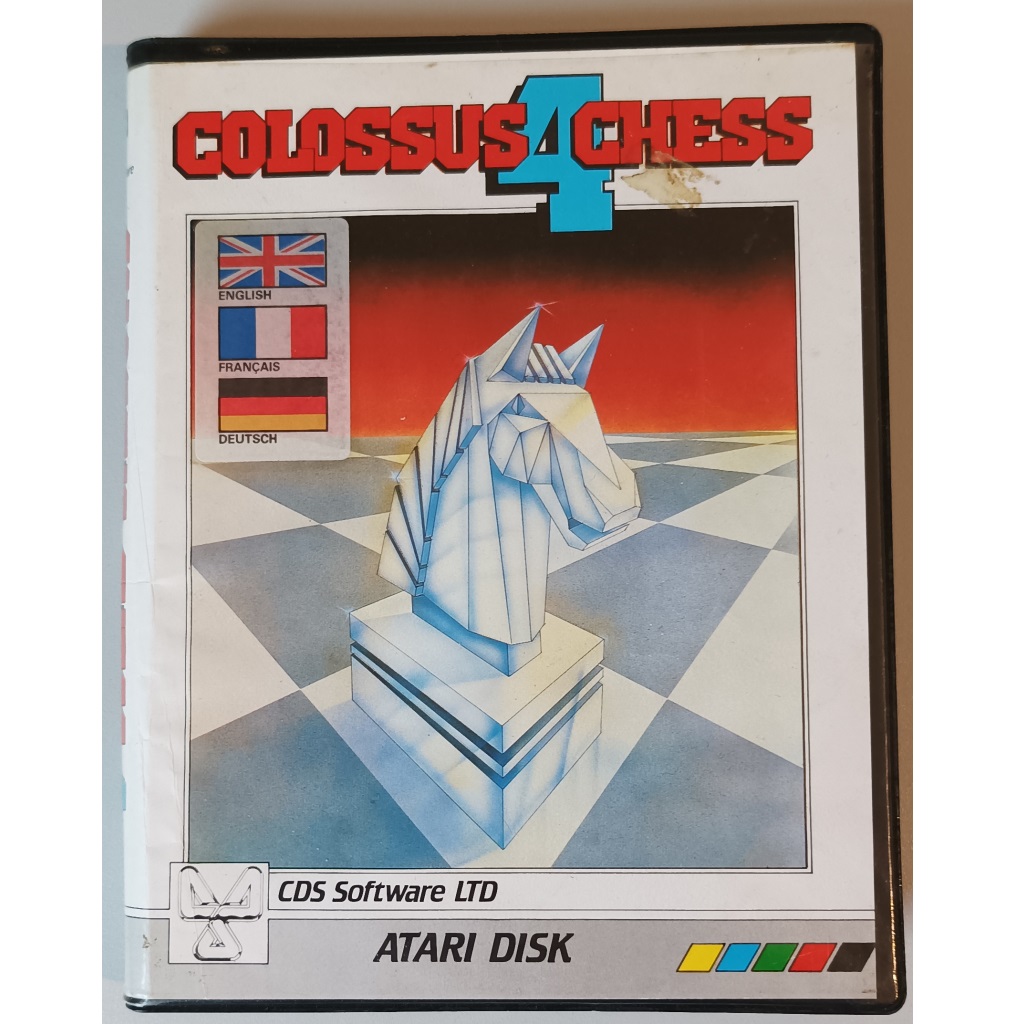 COLOSSUS 4 CHESS
ENGLISH
FRANÇAIS
DEUTSCH
CDS Software LTD
ATARI DISK